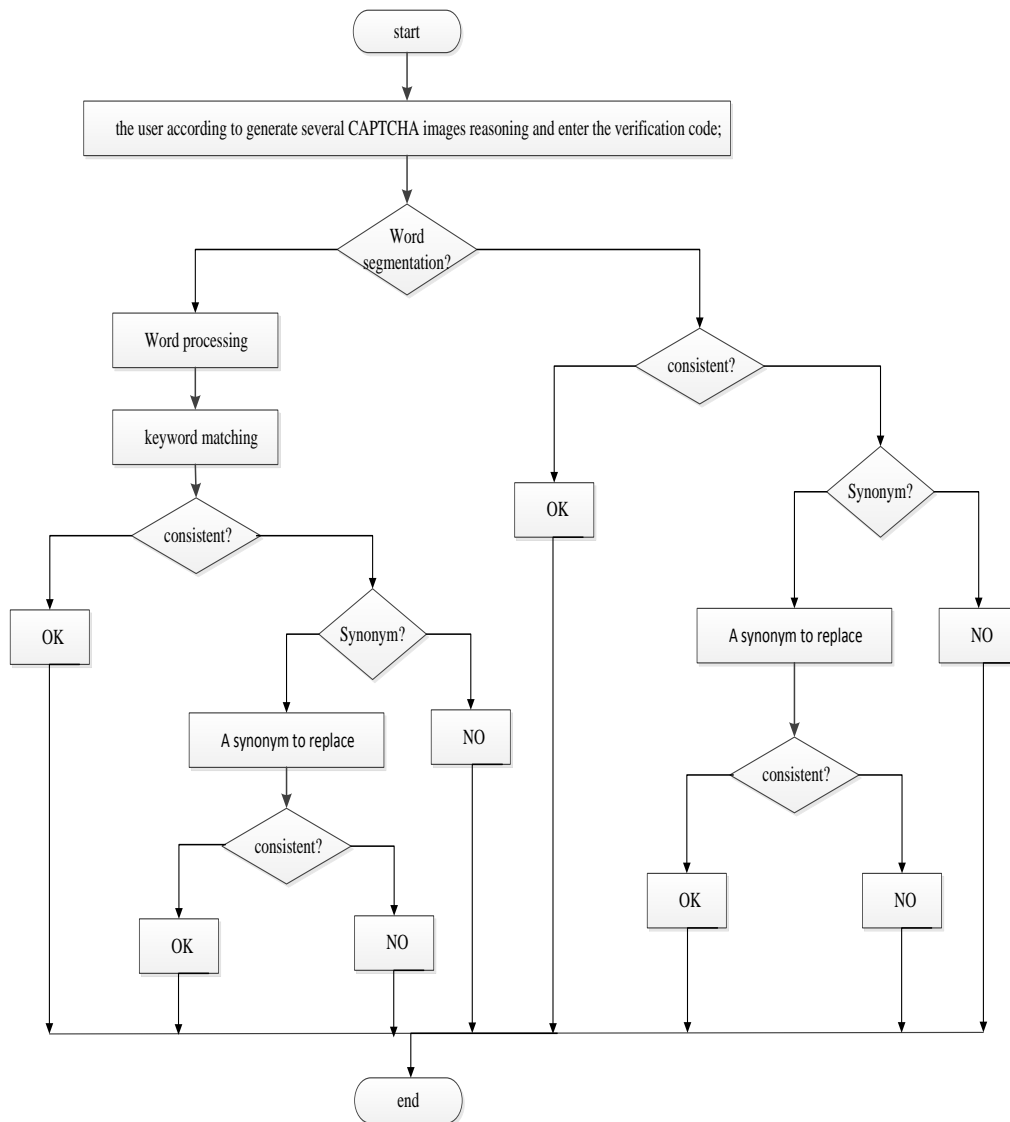 start
the user according to generate several CAPTCHA images reasoning and enter the verification code;
Word
segmentation?
Word processing
consistent?
keyword matching
Synonym?
OK
consistent?
OK
Synonym?
A synonym to replace
NO
A synonym to replace
NO
consistent?
consistent?
OK
NO
OK
NO
end